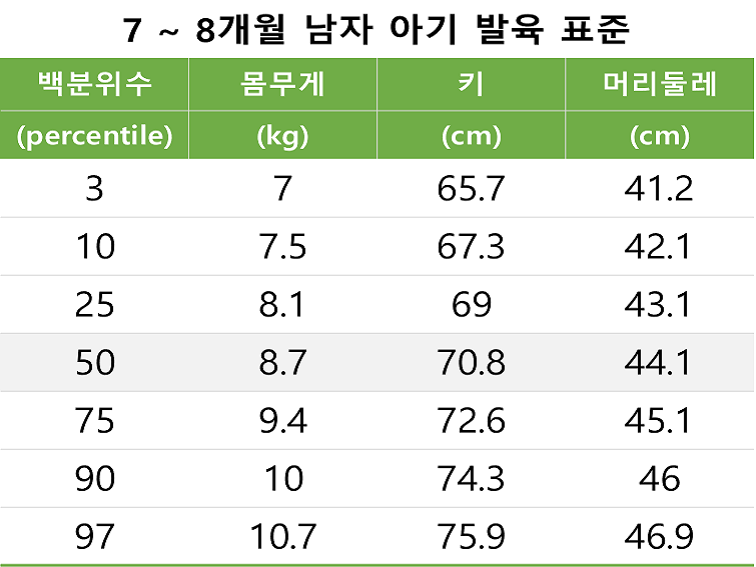 7 ~ 8개월 남자 아기 발육 표준
백분위수 몸무게 키 머리둘레
(percentile) (kg) (cm) (cm)
3 7 65.7 41.2
10 7.5 67.3 42.1
25 8.1 69 43.1
50 8.7 70.8 44.1
75 9.4 72.6 45.1
90 10 74.3 46
97 10.7 75.9 46.9